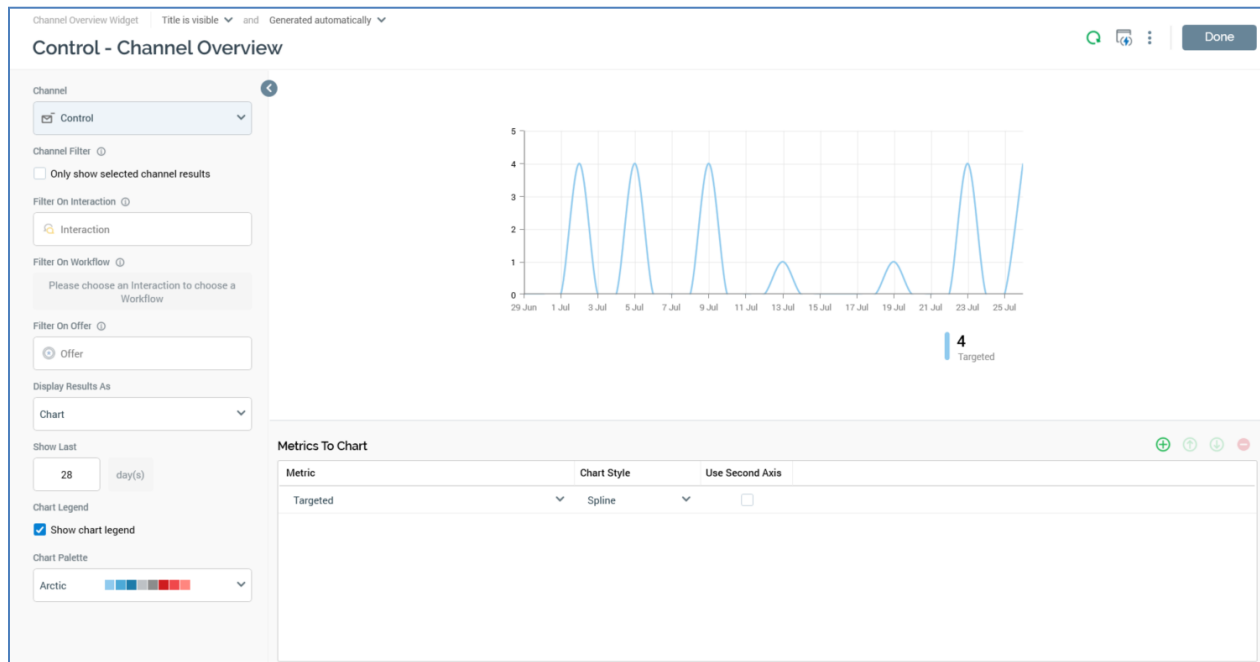 Channel Overview Widget Title is visible and Generated automatically
Control - Channel Overview
Done
Channel
Control
Channel Filter
Only show selected channel results
Filter On Interaction
Interaction
Filter On Workflow
Please choose an Interaction to choose a
Workflow
Filter On Offer
Offer
Display Results As
Chart
Show Last
28 day(s)
Chart Legend
Show chart legend
Chart Palette
Arctic
5
4
3
2
1
0
29 Jun 1 Jul 3 Jul 5 Jul 7 Jul 9 Jul 11 Jul 13 Jul 15 Jul 17 Jul 19 Jul 21 Jul 23 Jul 25 Jul
4
Targeted
Metrics To Chart
Metric Chart Style Use Second Axis
Targeted Spline